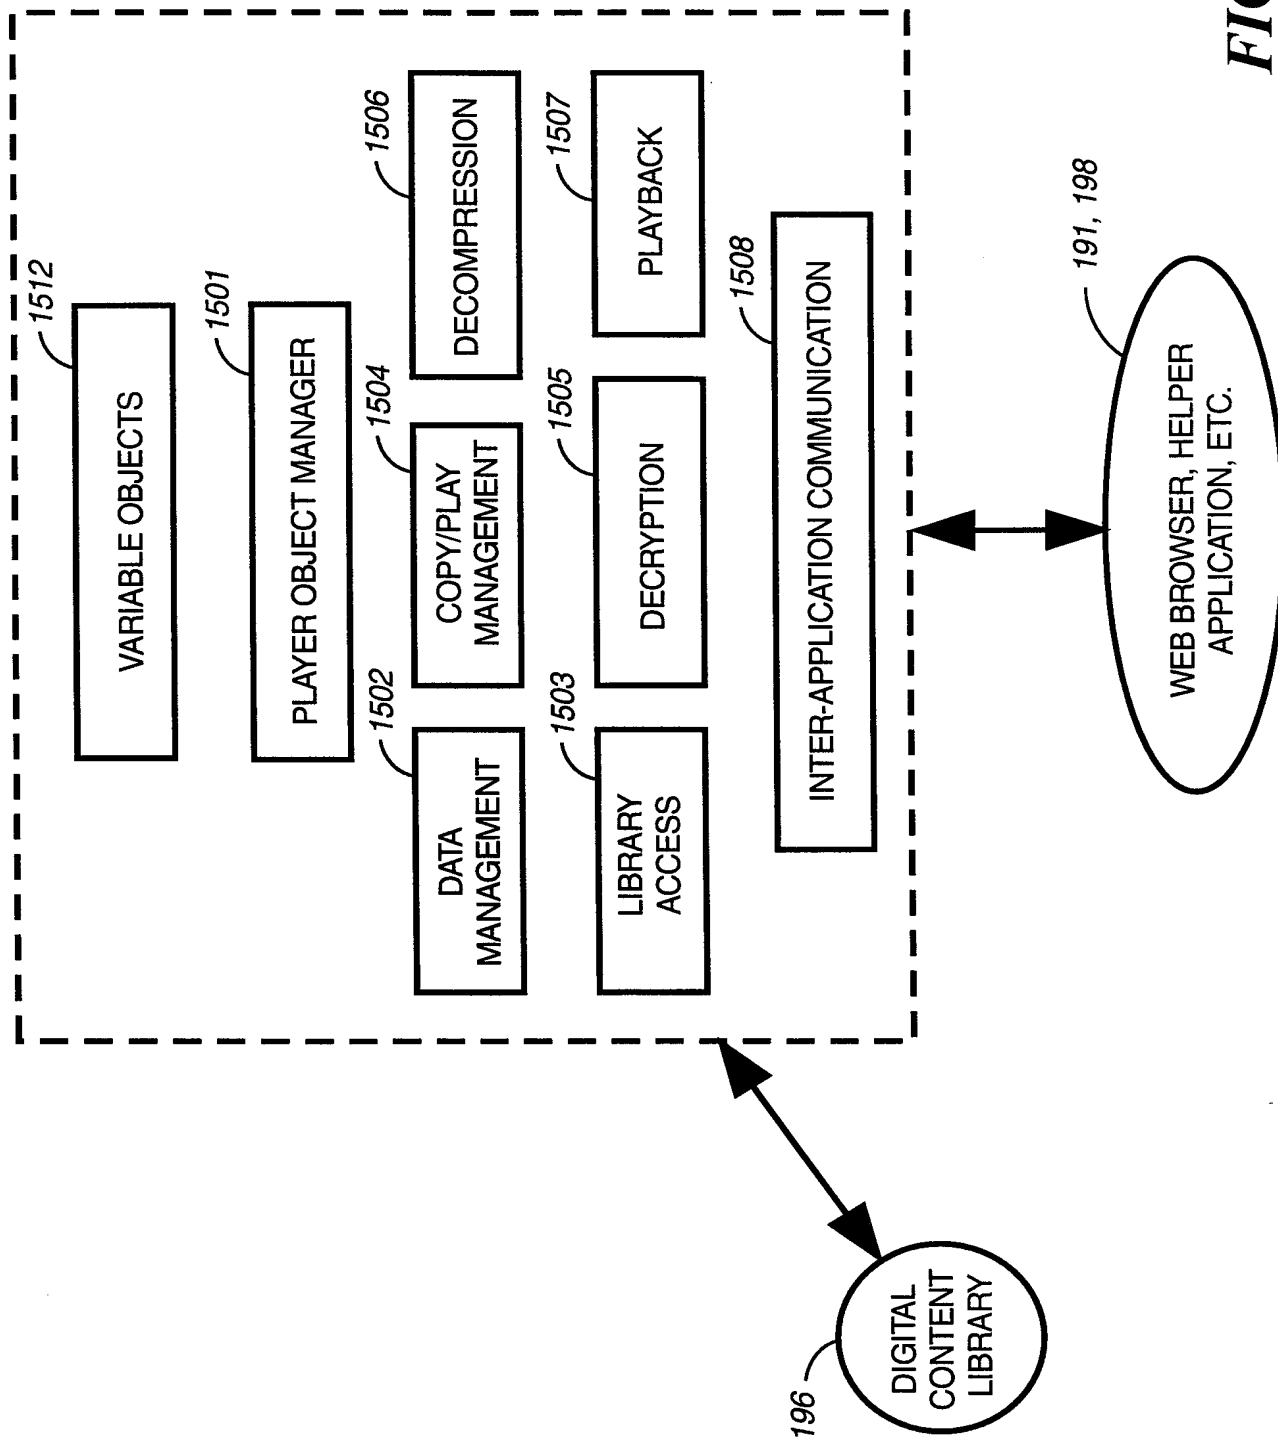 1512
VARIABLE OBJECTS
1501
PLAYER OBJECT MANAGER
1502
DATA
MANAGEMENT
1504
COPY/PLAY
MANAGEMENT
1506
DECOMPRESSION
1503
LIBRARY
ACCESS
1505
DECRYPTION
1507
PLAYBACK
1508
INTER-APPLICATION COMMUNICATION
196
DIGITAL
CONTENT
LIBRARY
191, 198
WEB BROWSER, HELPER
APPLICATION, ETC.